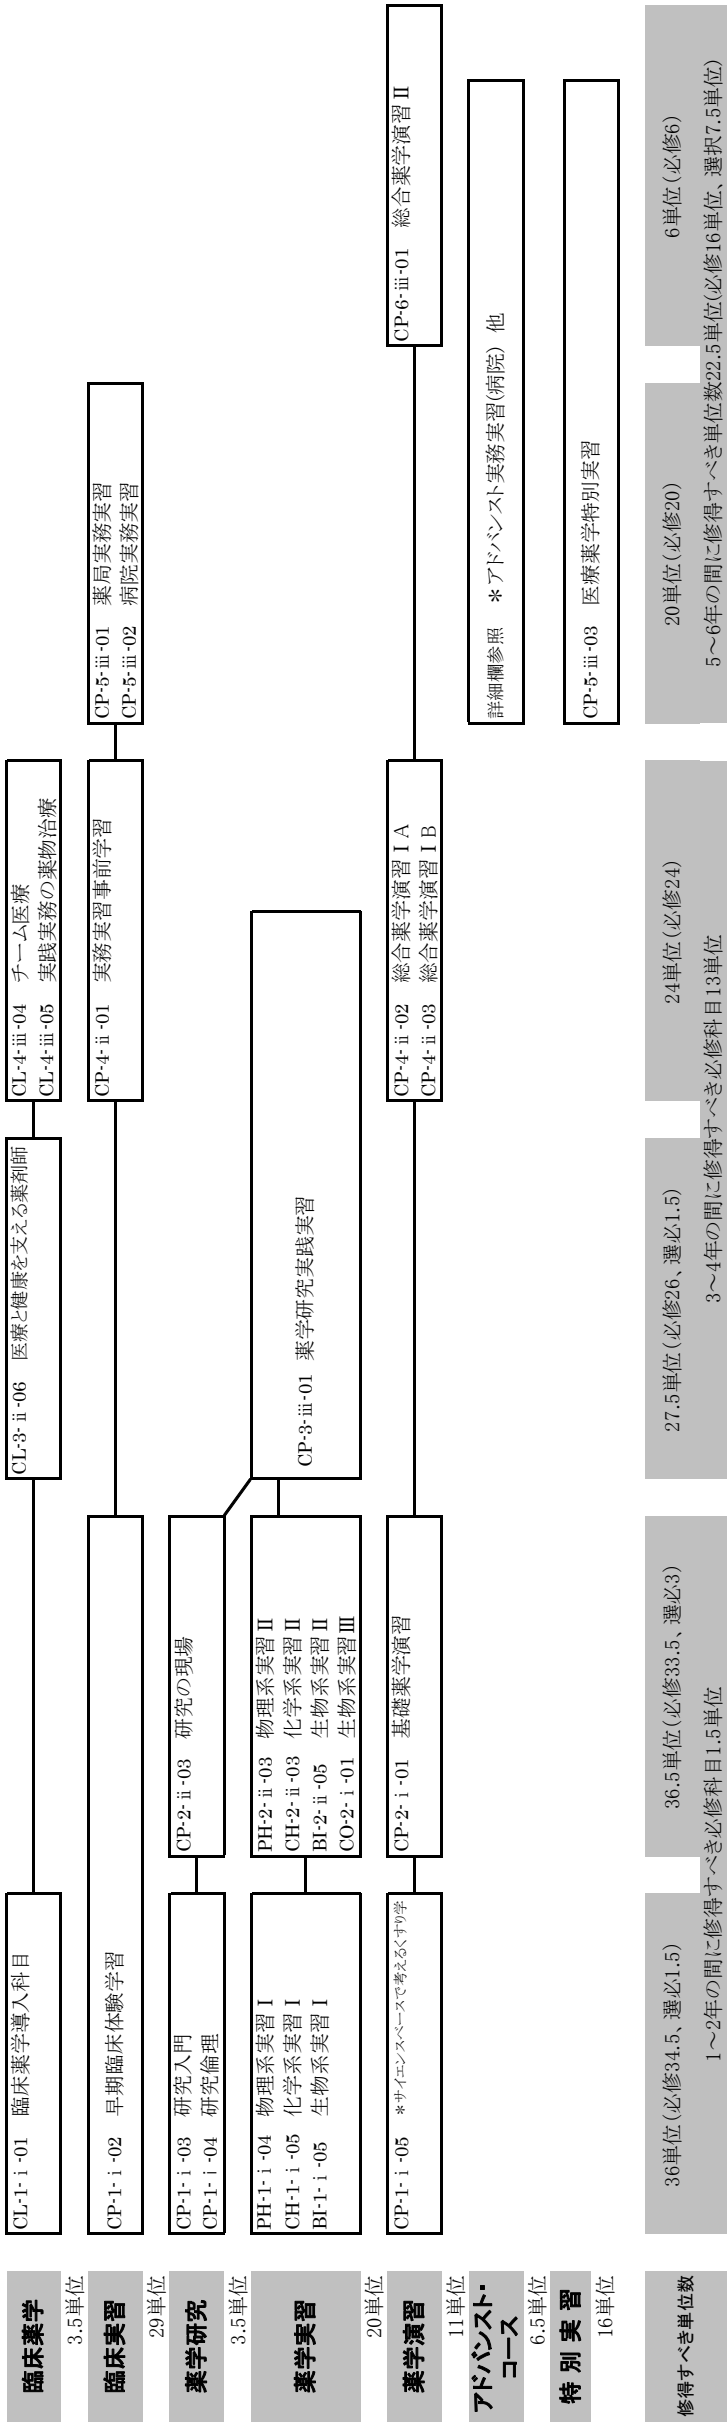 臨床薬学
3.5単位
CL-1-ⅰ-01　臨床薬学導入科目
CL-3-ⅱ-06　医療と健康を支える薬剤師
CL-4-ⅲ-04　チーム医療
CL-4-ⅲ-05　実践実務の薬物治療
臨床実習
29単位
CP-1-ⅰ-02　早期臨床体験学習
CP-4-ⅱ-01　実務実習事前学習
CP-5-ⅲ-01　薬局実務実習
CP-5-ⅲ-02　病院実務実習
薬学研究
3.5単位
CP-1-ⅰ-03　研究入門
CP-1-ⅰ-04　研究倫理
CP-2-ⅱ-03　研究の現場
薬学実習
20単位
PH-1-ⅰ-04　物理系実習Ⅰ
CH-1-ⅰ-05　化学系実習Ⅰ
BI-1-ⅰ-05　生物系実習Ⅰ
PH-2-ⅱ-03　物理系実習Ⅱ
CH-2-ⅱ-03　化学系実習Ⅱ
BI-2-ⅱ-05　生物系実習Ⅱ
CO-2-ⅰ-01　生物系実習Ⅲ
CP-3-ⅲ-01　薬学研究実践実習
薬学演習
11単位
CP-1-ⅰ-05　＊サイエンスベースで考えるくすり学
CP-2-ⅰ-01　基礎薬学演習
CP-4-ⅱ-02　総合薬学演習ⅠA
CP-4-ⅱ-03　総合薬学演習ⅠB
CP-6-ⅲ-01　総合薬学演習Ⅱ
アドバンスト・
コース
6.5単位
詳細欄参照　＊アドバンスト実務実習(病院)　他
特別実習
16単位
CP-5-ⅲ-03　医療薬学特別実習
修得すべき単位数
36単位(必修34.5、選必1.5)
36.5単位(必修33.5、選必3)
27.5単位(必修26、選必1.5)
24単位(必修24)
20単位(必修20)
6単位(必修6)
1～2年の間に修得すべき必修科目1.5単位
3～4年の間に修得すべき必修科目13単位
5～6年の間に修得すべき単位数22.5単位(必修16単位、選択7.5単位)